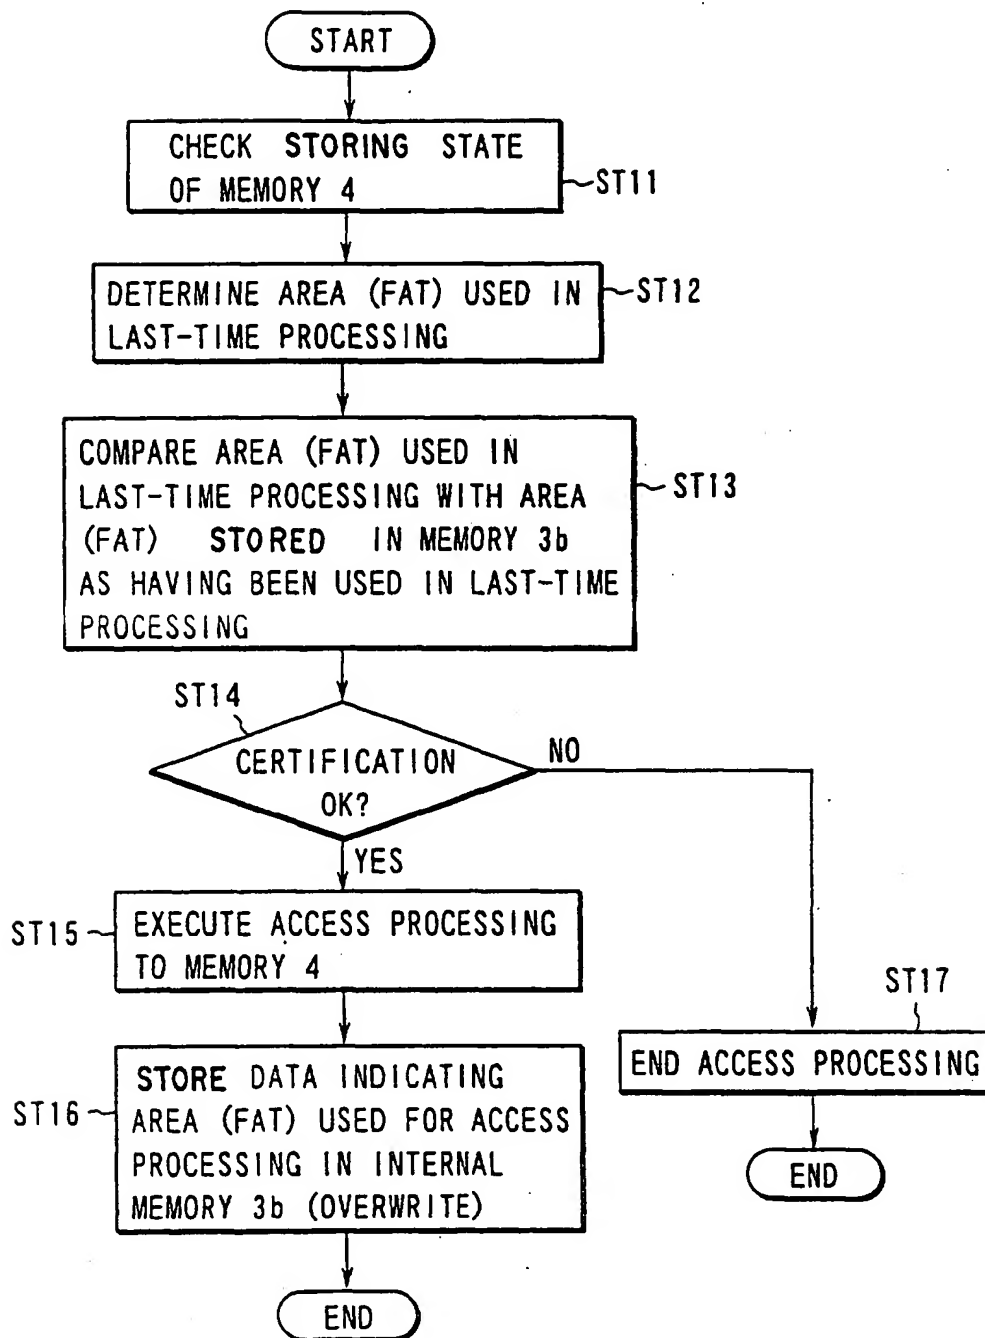 START
CHECK STORING STATE
OF MEMORY 4
ST11
DETERMINE AREA (FAT) USED IN
LAST-TIME PROCESSING
ST12
COMPARE AREA (FAT) USED IN
LAST-TIME PROCESSING WITH AREA
(FAT) STORED IN MEMORY 3b
AS HAVING BEEN USED IN LAST-TIME
PROCESSING
ST13
ST14
CERTIFICATION
OK?
NO
YES
ST15
EXECUTE ACCESS PROCESSING
TO MEMORY 4
ST16
STORE DATA INDICATING
AREA (FAT) USED FOR ACCESS
PROCESSING IN INTERNAL
MEMORY 3b (OVERWRITE)
END
ST17
END ACCESS PROCESSING
END